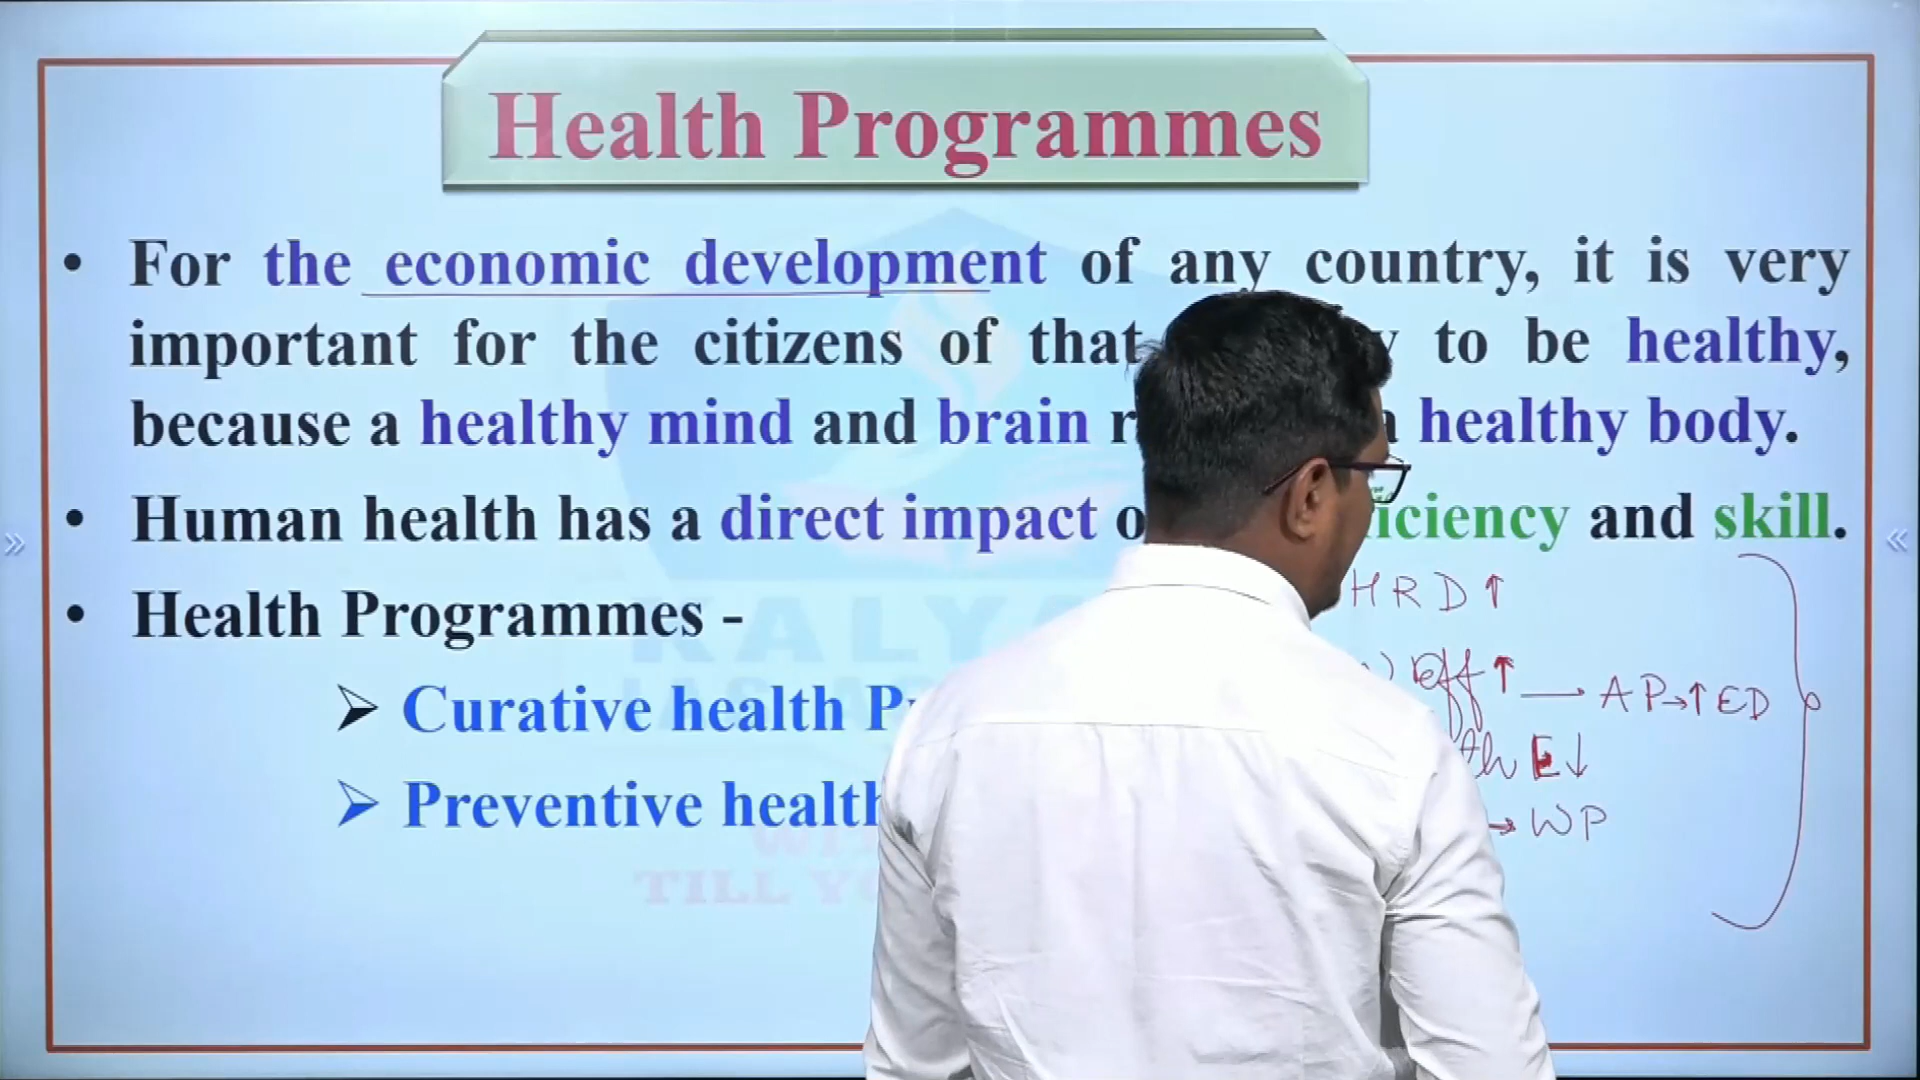 Health Programmes
• For the economic development of any country, it is very
important for the citizens of that to be healthy,
because a healthy mind and brain a healthy body.
• Human health has a direct impact and skill.
• Health Programmes -
➢ Curative health
➢ Preventive health
HRD↑
Eff↑ → AP→↑ED
E↓
→ WP
KALYA
TILL